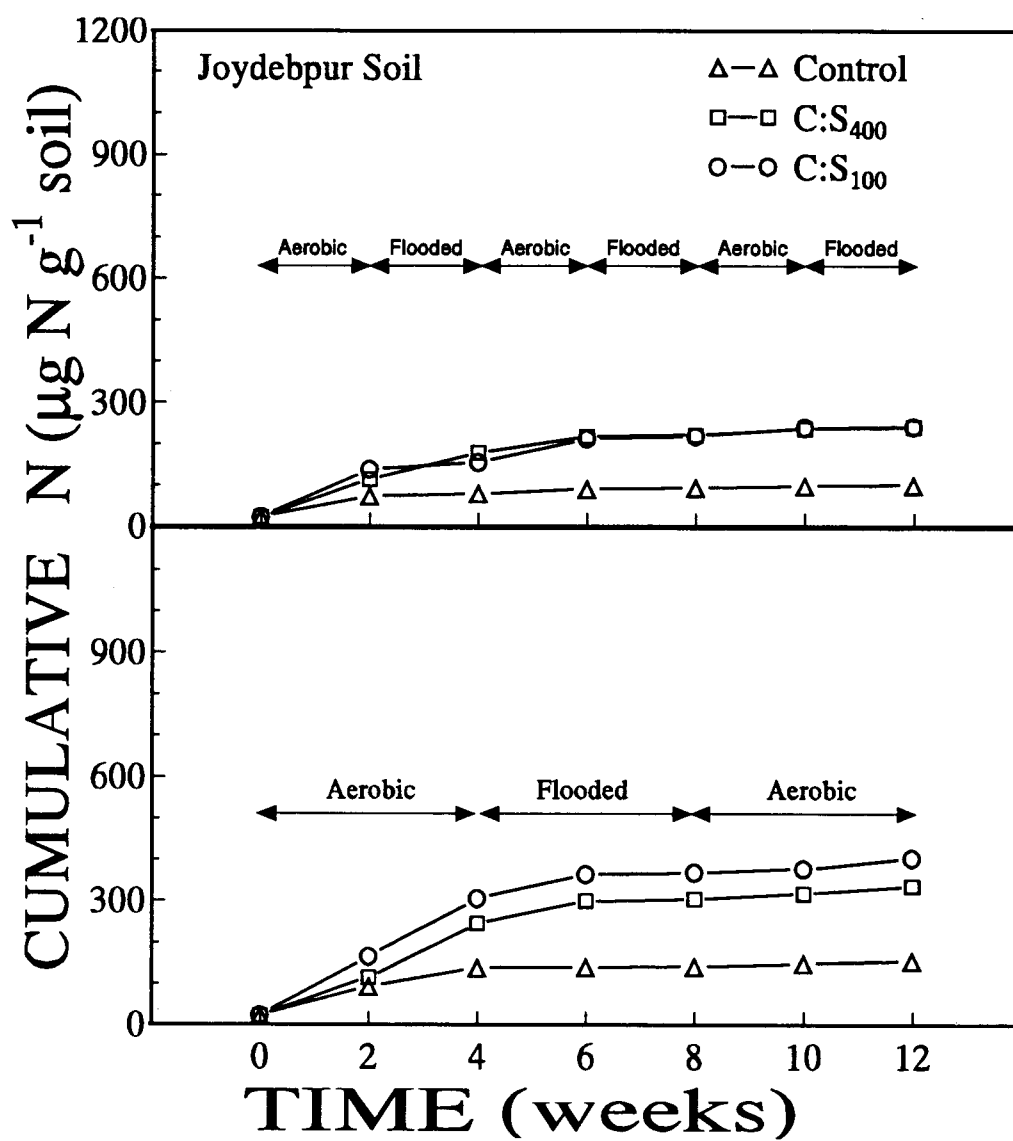 CUMULATIVE N (µg N g⁻¹ soil)
1200
900
600
300
0
Joydebpur Soil
△—△ Control
□—□ C:S₄₀₀
○—○ C:S₁₀₀
Aerobic Flooded Aerobic Flooded Aerobic Flooded
900
600
300
0
Aerobic Flooded Aerobic
0 2 4 6 8 10 12
TIME (weeks)